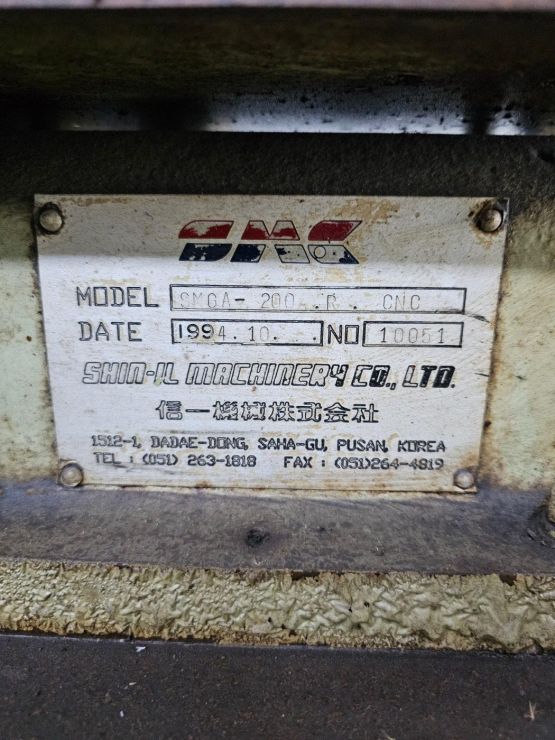 SMC
MODEL SMGA- 200 . R . CNC
DATE 1994.10. . NO 10051
SHIN-IL MACHINERY CO., LTD.
信一機械株式会社
1512-1, DADAE-DONG, SAHA-GU, PUSAN, KOREA
TEL : (051) 263-1818 FAX : (051)264-4819